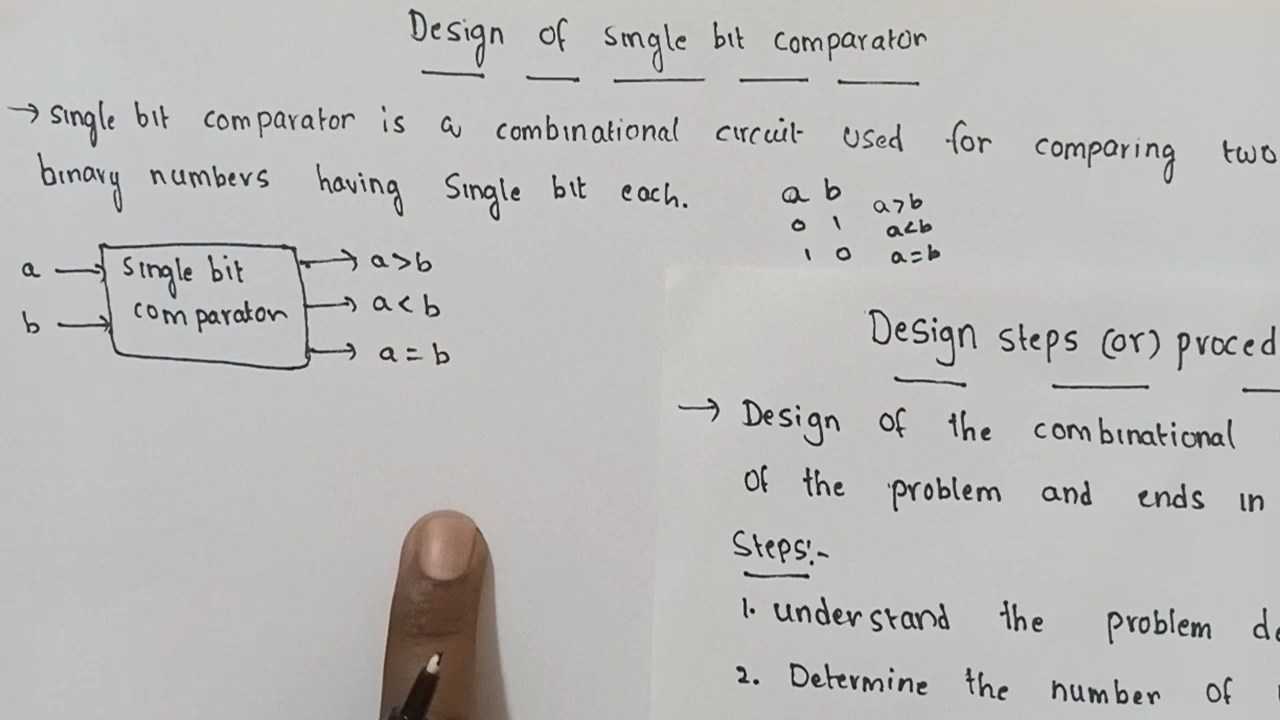 Design of single bit comparator
→ Single bit comparator is a combinational circuit used for comparing two
binary numbers having single bit each.
a b a>b
0 1 a<b
1 0 a=b
a → single bit comparator → a>b
b → → a<b
→ a=b
Design steps (or) proced
→ Design of the combinational
of the problem and ends in
Steps:-
1. understand the problem de
2. Determine the number of